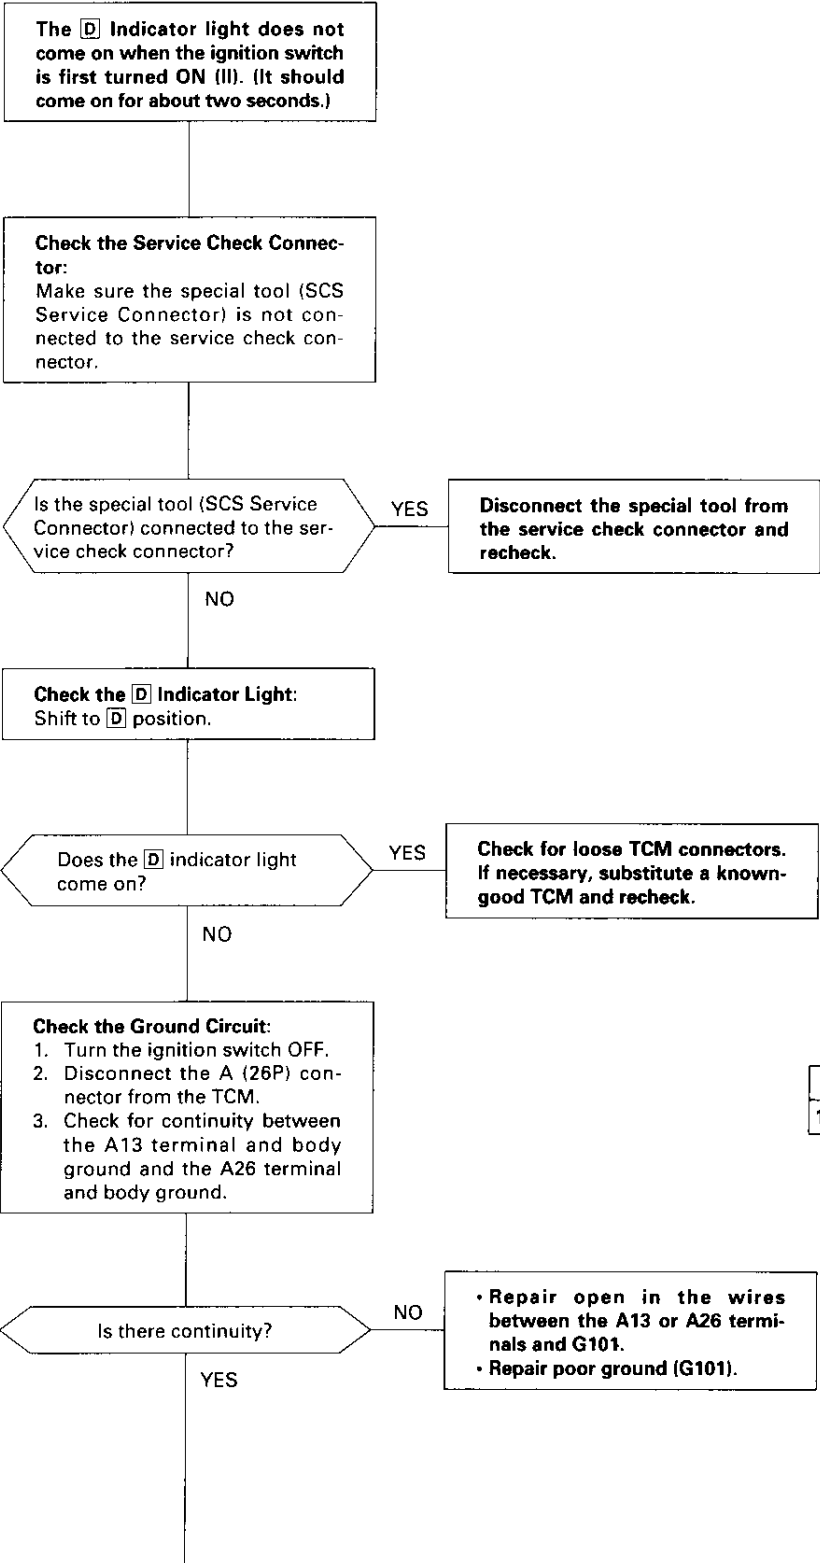 The D Indicator light does not
come on when the ignition switch
is first turned ON (II). (It should
come on for about two seconds.)
Check the Service Check Connec-
tor:
Make sure the special tool (SCS
Service Connector) is not con-
nected to the service check con-
nector.
Is the special tool (SCS Service
Connector) connected to the ser-
vice check connector?
YES
Disconnect the special tool from
the service check connector and
recheck.
NO
Check the D Indicator Light:
Shift to D position.
Does the D indicator light
come on?
YES
Check for loose TCM connectors.
If necessary, substitute a known-
good TCM and recheck.
NO
Check the Ground Circuit:
1. Turn the ignition switch OFF.
2. Disconnect the A (26P) con-
nector from the TCM.
3. Check for continuity between
the A13 terminal and body
ground and the A26 terminal
and body ground.
Is there continuity?
NO
• Repair open in the wires
between the A13 or A26 termi-
nals and G101.
• Repair poor ground (G101).
YES